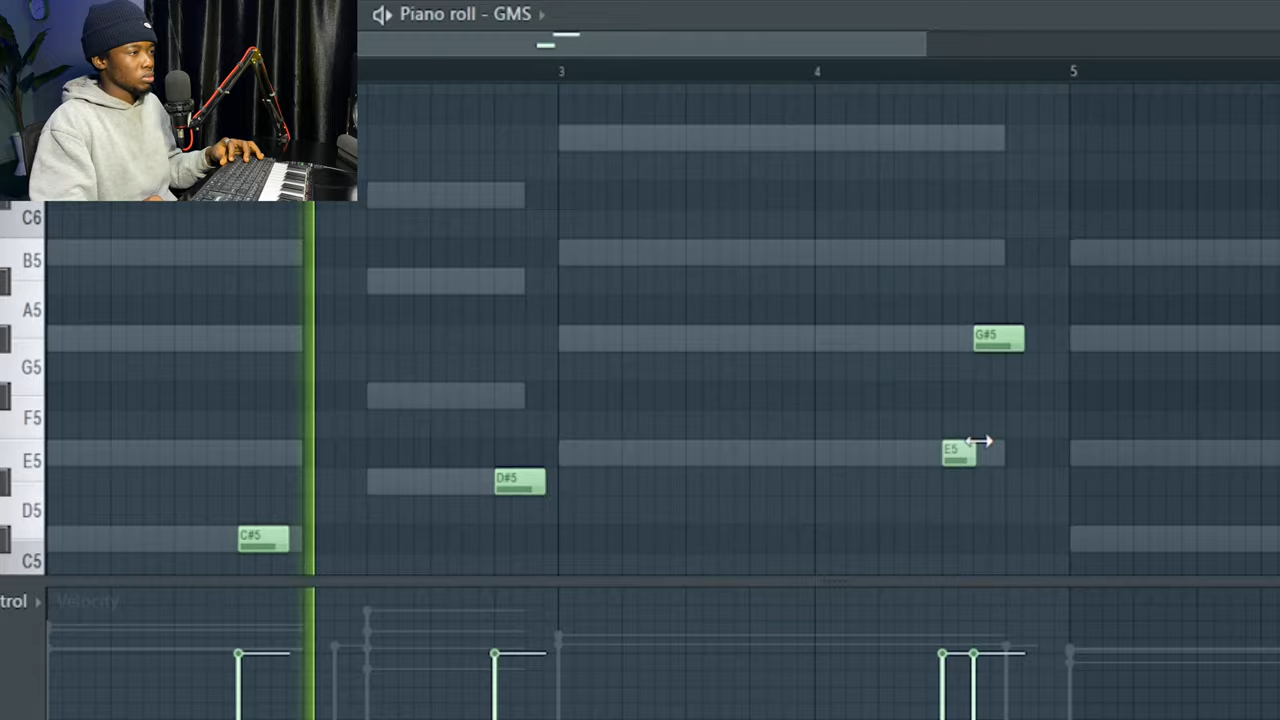 Piano roll - GMS
3 4 5
C6
B5
A5
G#5
G5
F5
E5 E5
D#5
D5
C#5
C5
trol Velocity